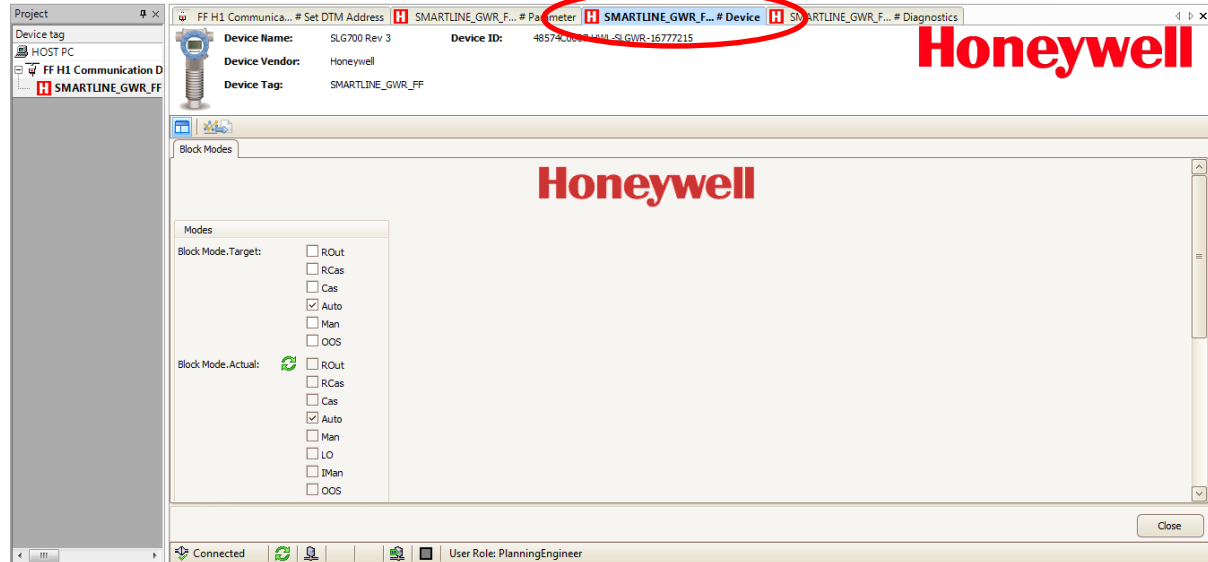 Project
Device tag
HOST PC
FF H1 Communication D
SMARTLINE_GWR_FF
FF H1 Communica... # Set DTM Address
SMARTLINE_GWR_F... # Parameter
SMARTLINE_GWR_F... # Device
SMARTLINE_GWR_F... # Diagnostics
Device Name: SLG700 Rev 3 Device ID: HWL-SLGWR-16777215
Device Vendor: Honeywell
Device Tag: SMARTLINE_GWR_FF
Honeywell
Block Modes
Honeywell
Modes
Block Mode.Target: ROut
RCas
Cas
Auto
Man
OOS
Block Mode.Actual: ROut
RCas
Cas
Auto
Man
LO
IMan
OOS
Close
Connected
User Role: PlanningEngineer